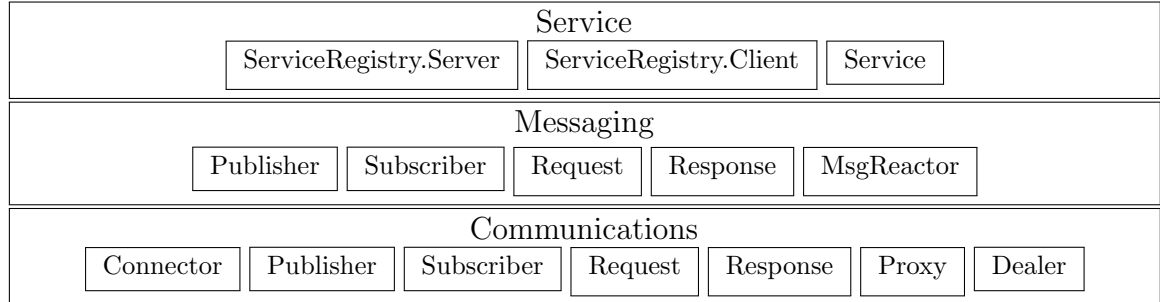 Service
ServiceRegistry.Server ServiceRegistry.Client Service
Messaging
Publisher Subscriber Request Response MsgReactor
Communications
Connector Publisher Subscriber Request Response Proxy Dealer